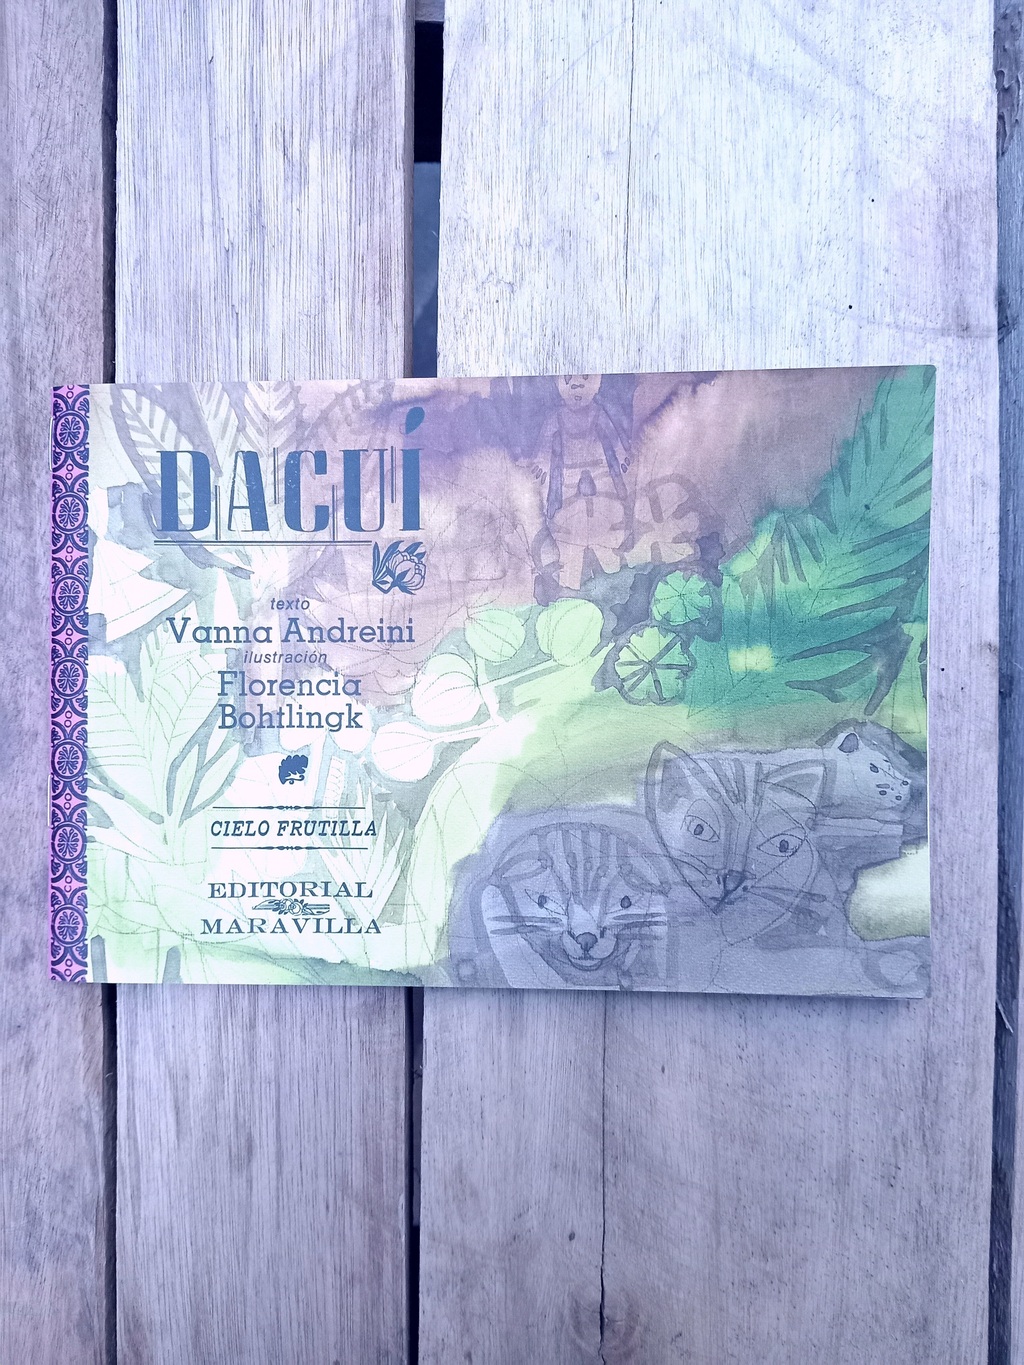 DACUÍ
texto
Vanna Andreini
ilustración
Florencia
Bohtlingk
CIELO FRUTILLA
EDITORIAL
MARAVILLA